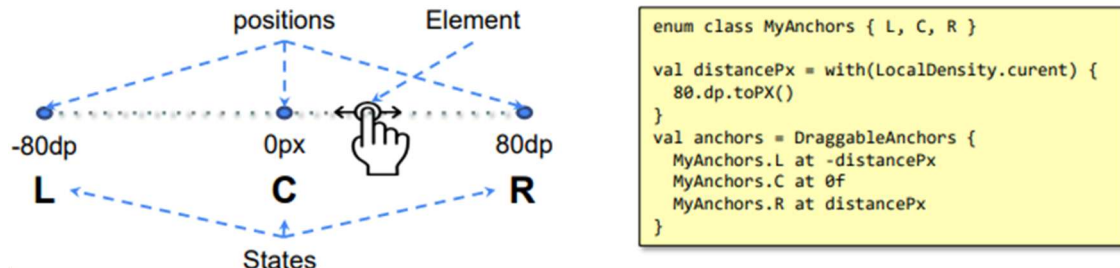 positions
Element
-80dp
0px
80dp
L
C
R
States
enum class MyAnchors { L, C, R }
val distancePx = with(LocalDensity.curent) {
80.dp.toPX()
}
val anchors = DraggableAnchors {
MyAnchors.L at -distancePx
MyAnchors.C at 0f
MyAnchors.R at distancePx
}